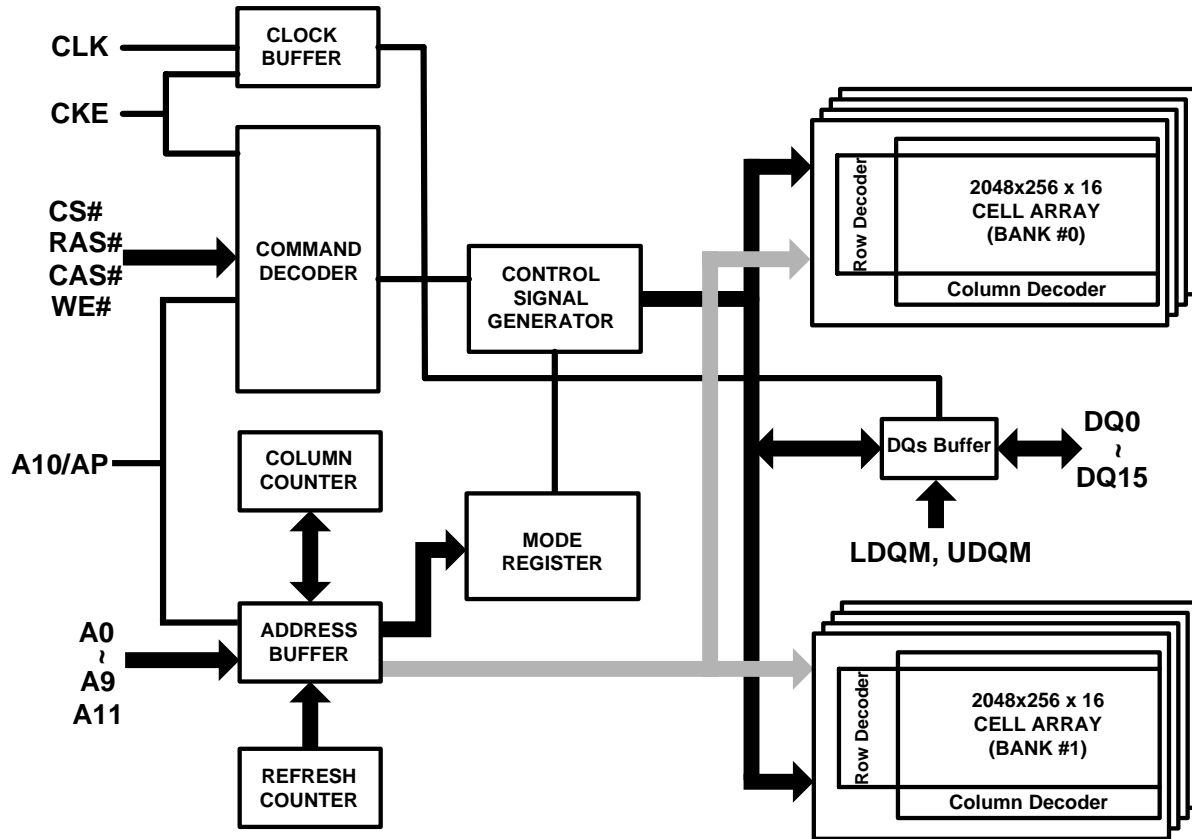 CLK
CLOCK
BUFFER
CKE
CS#
RAS#
CAS#
WE#
COMMAND
DECODER
CONTROL
SIGNAL
GENERATOR
Row Decoder
2048x256 x 16
CELL ARRAY
(BANK #0)
Column Decoder
A10/AP
COLUMN
COUNTER
MODE
REGISTER
DQs Buffer
DQ0
~
DQ15
LDQM, UDQM
A0
~
A9
A11
ADDRESS
BUFFER
REFRESH
COUNTER
Row Decoder
2048x256 x 16
CELL ARRAY
(BANK #1)
Column Decoder